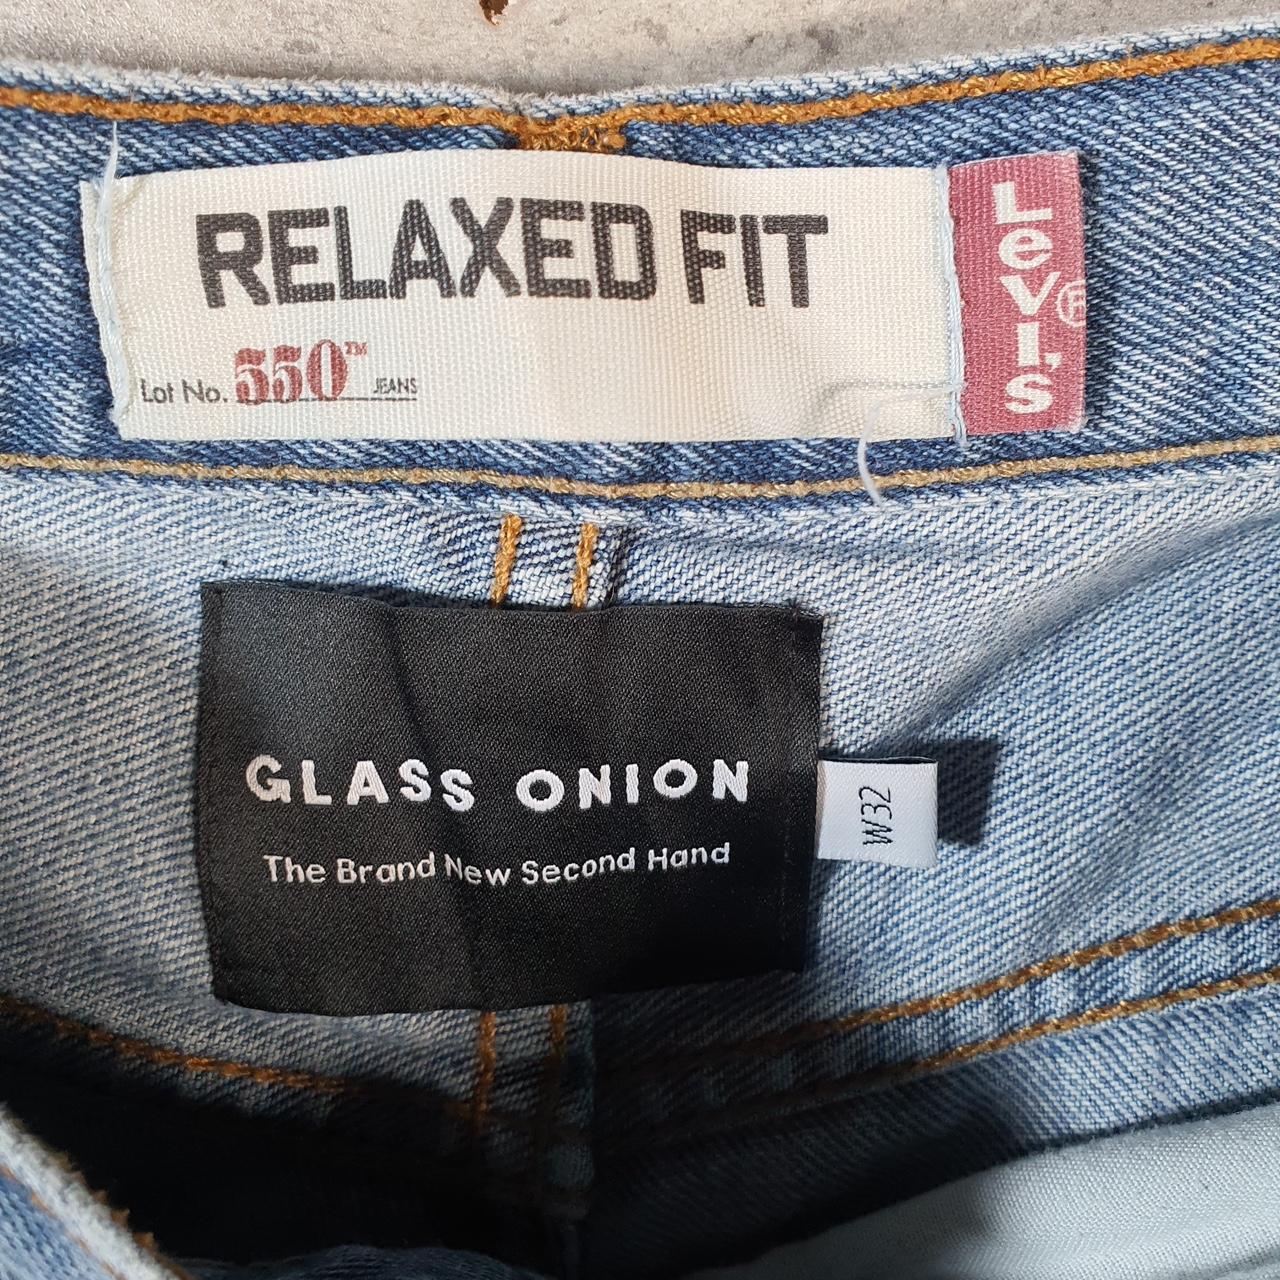 RELAXED FIT
Lot No. 550™ JEANS
Levi's®
GLASS ONION
The Brand New Second Hand
W32